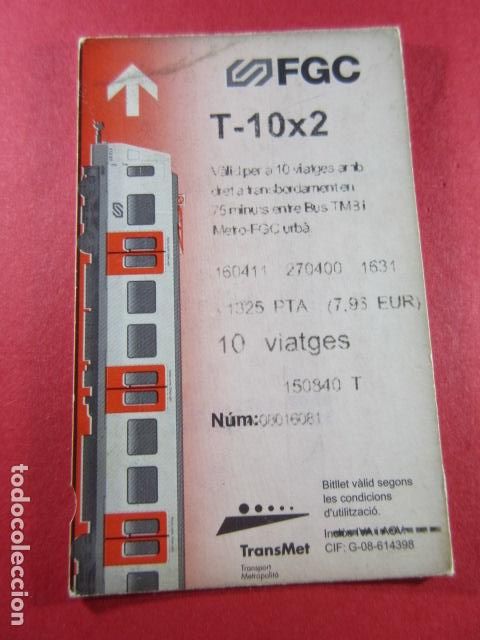 FGC
T-10x2
Vàlid per a 10 viatges amb
dret a transbordament en
75 minuts entre Bus TMB i
Metro-FGC urbà.
160411 270400 1631
1325 PTA (7,96 EUR)
10 viatges
150840 T
Núm: 08016081
Bitllet vàlid segons
les condicions
d'utilització.
CIF: G-08-614398
TransMet
Transport
Metropolità
todocoleccion